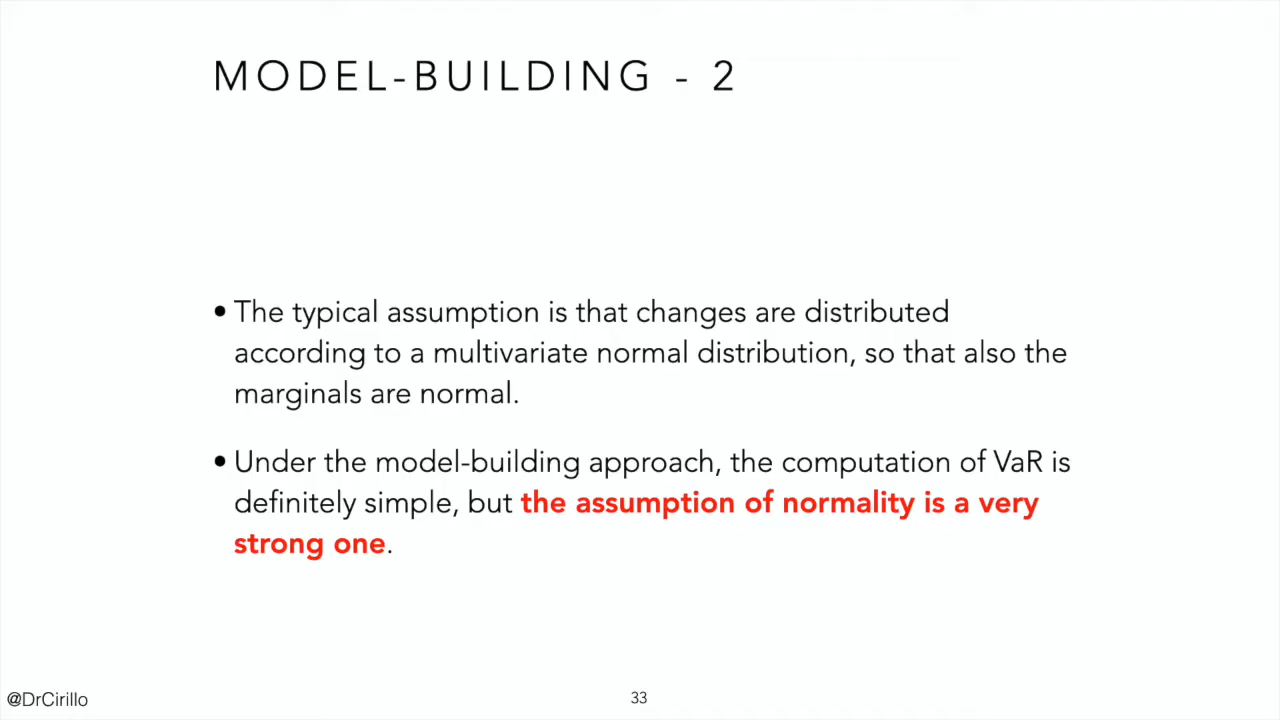 MODEL-BUILDING - 2
• The typical assumption is that changes are distributed
according to a multivariate normal distribution, so that also the
marginals are normal.
• Under the model-building approach, the computation of VaR is
definitely simple, but the assumption of normality is a very
strong one.
@DrCirillo
33